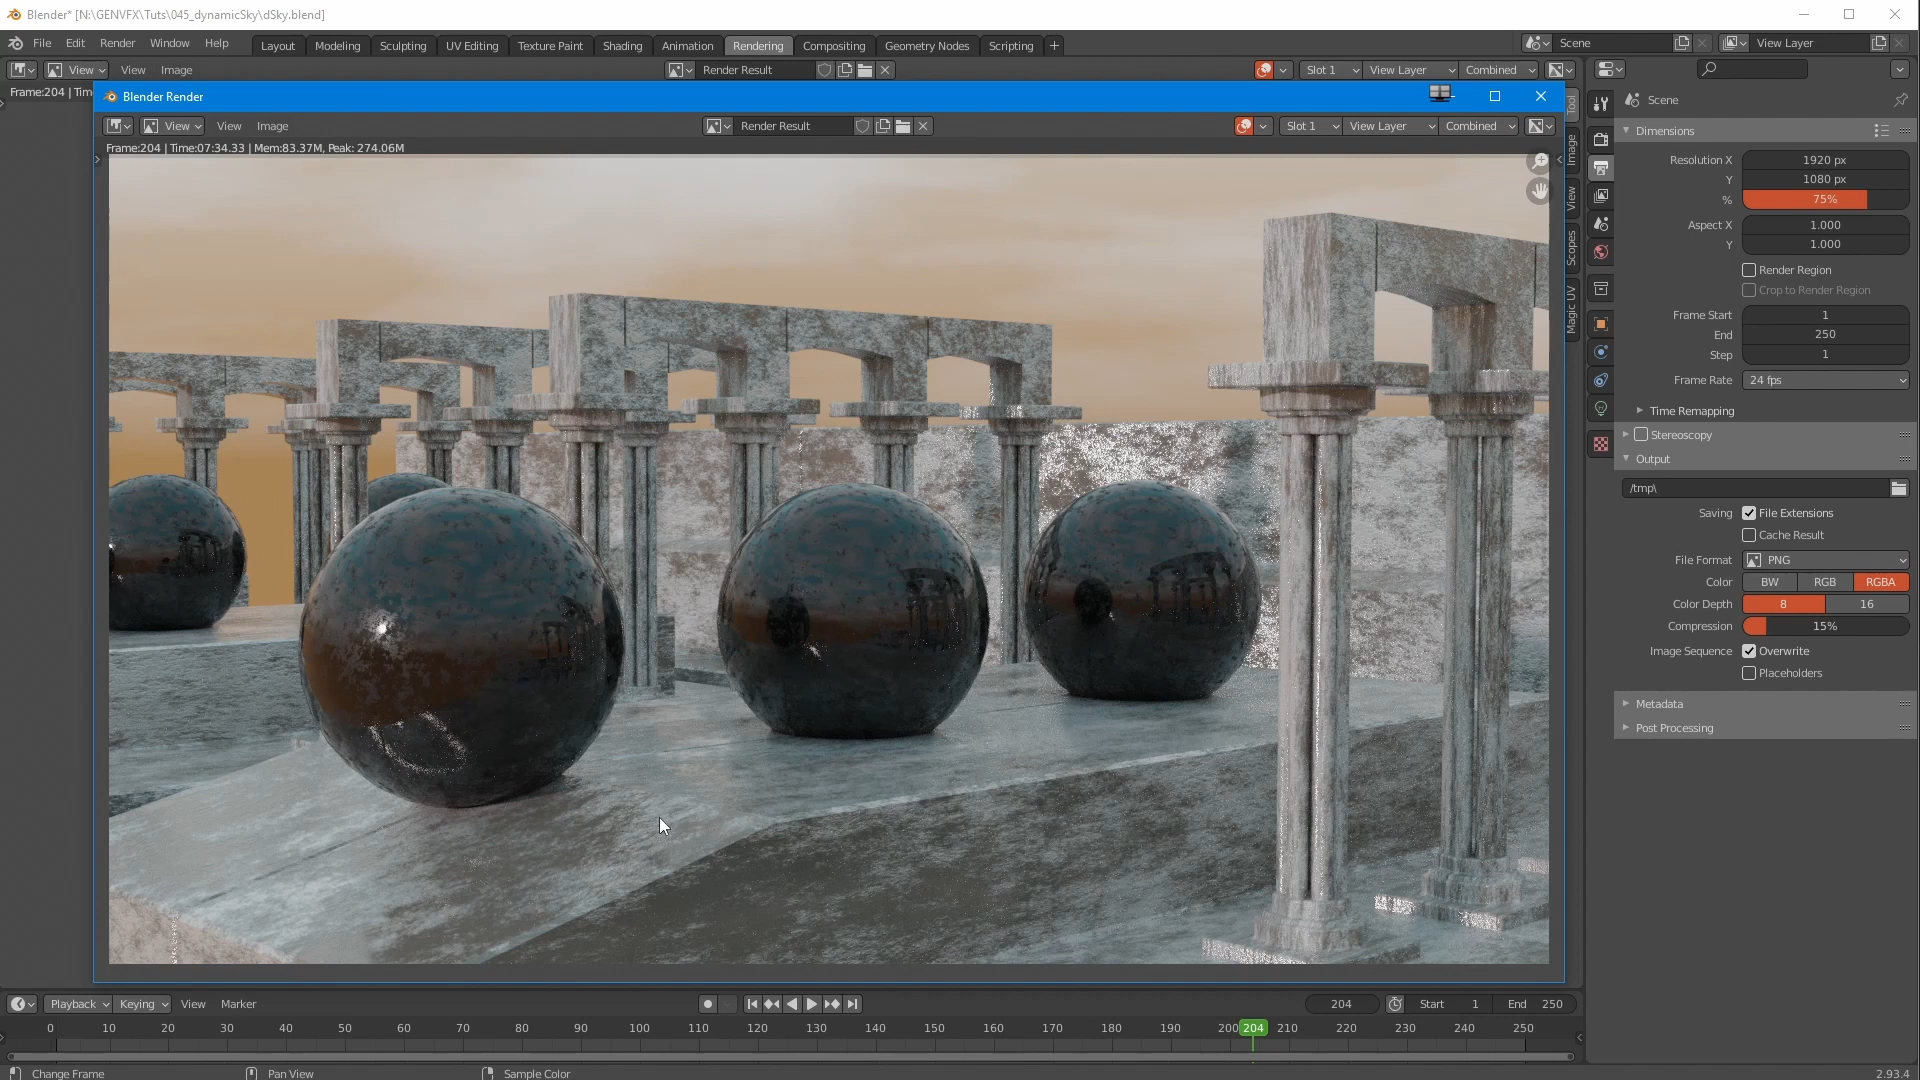 Blender* [N:\GENVFX\Tuts\045_dynamicSky\dSky.blend]
File Edit Render Window Help Layout Modeling Sculpting UV Editing Texture Paint Shading Animation Rendering Compositing Geometry Nodes Scripting + Scene View Layer
View View Image Render Result Slot 1 View Layer Combined
Frame:204 | Tim
Blender Render
View View Image Render Result Slot 1 View Layer Combined
Frame:204 | Time:07:34.33 | Mem:83.37M, Peak: 274.06M
Tool
Image
View
Scopes
Magic UV
Scene
Dimensions
Resolution X 1920 px
Y 1080 px
% 75%
Aspect X 1.000
Y 1.000
Render Region
Crop to Render Region
Frame Start 1
End 250
Step 1
Frame Rate 24 fps
Time Remapping
Stereoscopy
Output
/tmp\
Saving File Extensions
Cache Result
File Format PNG
Color BW RGB RGBA
Color Depth 8 16
Compression 15%
Image Sequence Overwrite
Placeholders
Metadata
Post Processing
Playback Keying View Marker 204 Start 1 End 250
0 10 20 30 40 50 60 70 80 90 100 110 120 130 140 150 160 170 180 190 200 204 210 220 230 240 250
Change Frame Pan View Sample Color 2.93.4